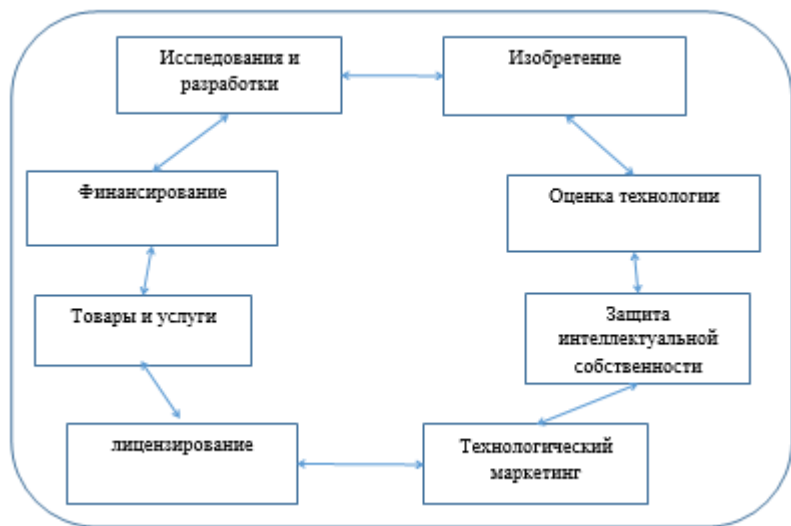 Исследования и
разработки
Изобретение
Финансирование
Оценка технологии
Товары и услуги
Защита
интеллектуальной
собственности
лицензирование
Технологический
маркетинг